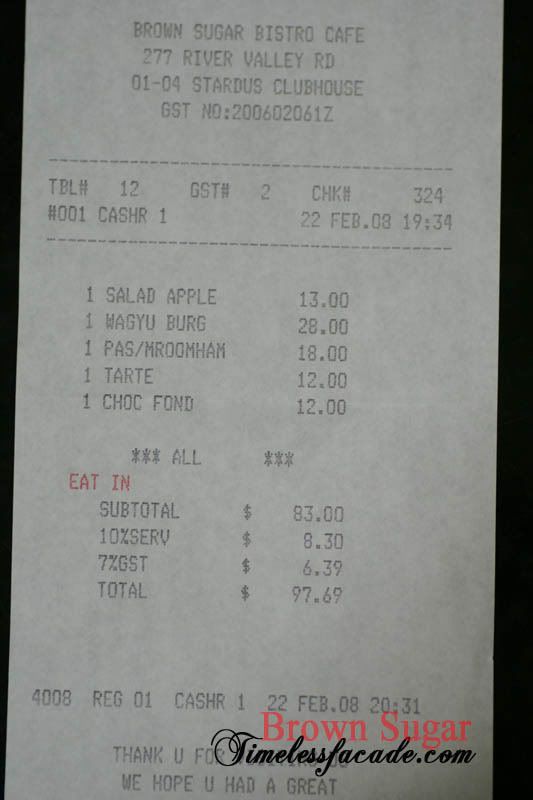 BROWN SUGAR BISTRO CAFE
277 RIVER VALLEY RD
01-04 STARDUS CLUBHOUSE
GST NO:200602061Z
TBL# 12 GST# 2 CHK# 324
#001 CASHR 1 22 FEB.08 19:34
1 SALAD APPLE 13.00
1 WAGYU BURG 28.00
1 PAS/MROOMHAM 18.00
1 TARTE 12.00
1 CHOC FOND 12.00
*** ALL ***
EAT IN
SUBTOTAL $ 83.00
10%SERV $ 8.30
7%GST $ 6.39
TOTAL $ 97.69
4008 REG 01 CASHR 1 22 FEB.08 20:31
Brown Sugar
Timelessfacade.com
THANK U FOR
WE HOPE U HAD A GREAT